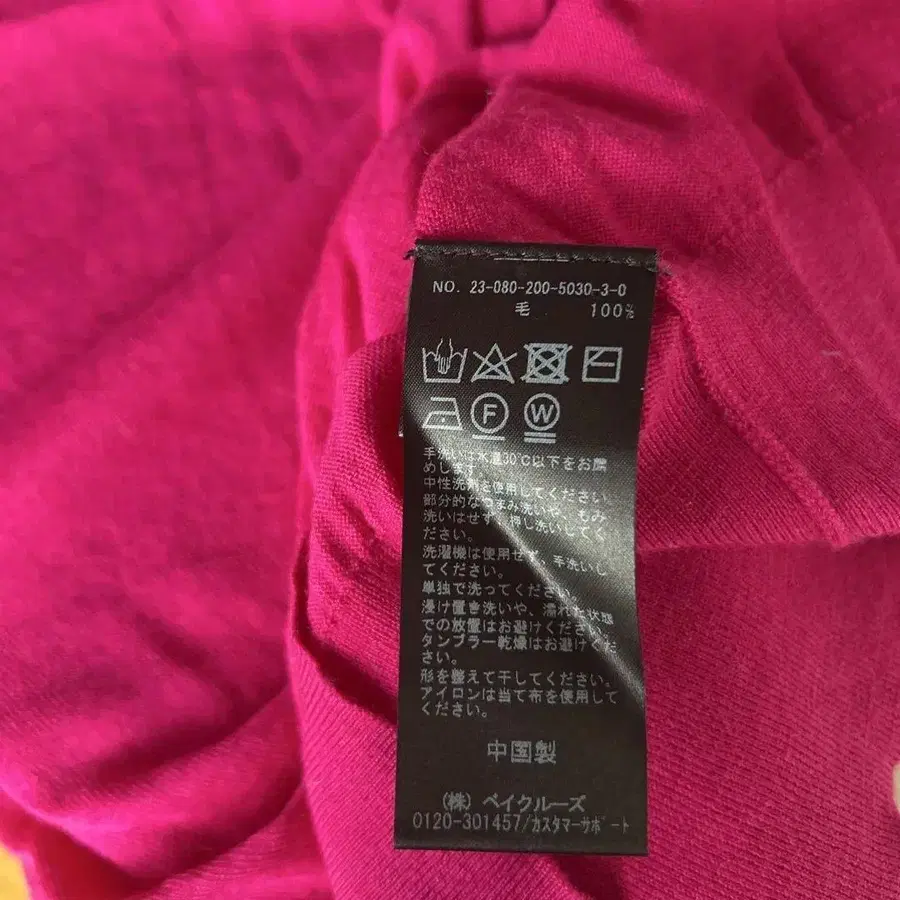 NO. 23-080-200-5030-3-0
毛 100%
F W
手洗いは水温30℃以下をお薦
めします。
中性洗剤を使用してください。
部分的なつまみ洗いや、もみ
洗いはせず、押し洗いしてく
ださい。
洗濯機は使用せず、手洗いし
てください。
単独で洗ってください。
浸け置き洗いや、濡れた状態
での放置はお避けください。
タンブラー乾燥はお避けくだ
さい。
形を整えて干してください。
アイロンは当て布を使用して
ください。
中国製
(株) ベイクルーズ
0120-301457/カスタマーサポート